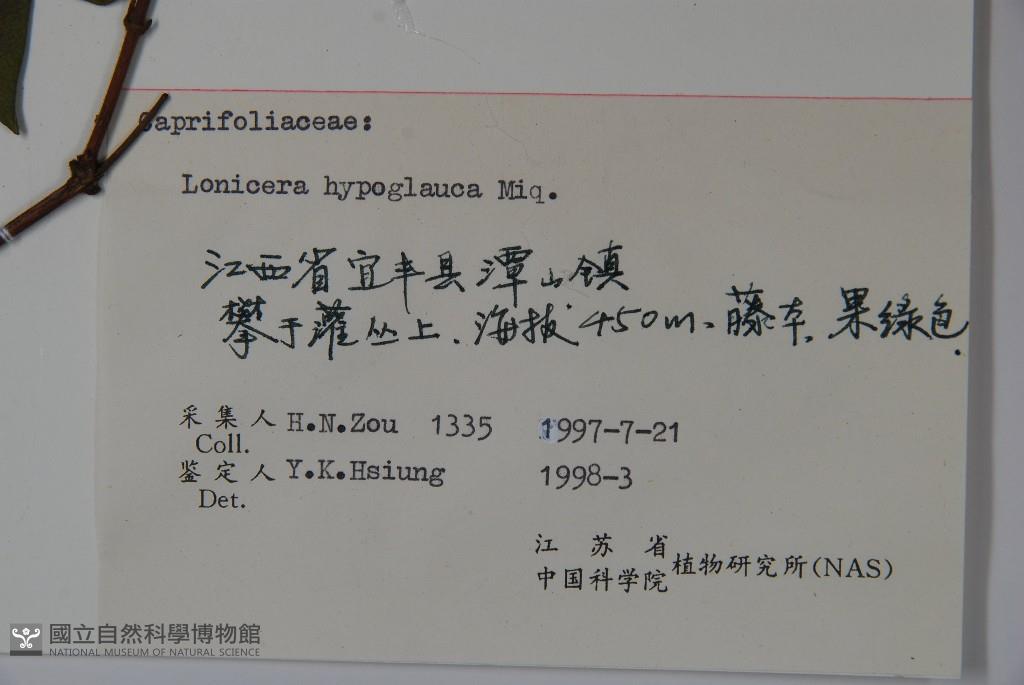 Caprifoliaceae:
Lonicera hypoglauca Miq.
江西省宜丰县潭山镇
攀于灌丛上、海拔450m、藤本,果绿色.
采集人 H.N.Zou 1335 1997-7-21
Coll.
鉴定人 Y.K.Hsiung 1998-3
Det.
江苏省
中国科学院 植物研究所(NAS)
國立自然科學博物館
NATIONAL MUSEUM OF NATURAL SCIENCE